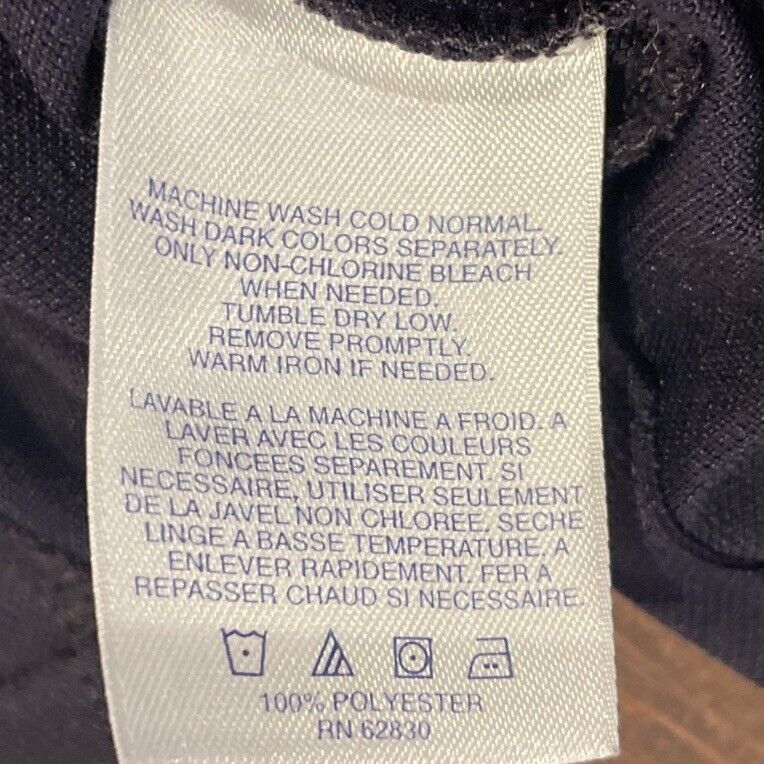 MACHINE WASH COLD NORMAL.
WASH DARK COLORS SEPARATELY.
ONLY NON-CHLORINE BLEACH
WHEN NEEDED.
TUMBLE DRY LOW.
REMOVE PROMPTLY.
WARM IRON IF NEEDED.
LAVABLE A LA MACHINE A FROID. A
LAVER AVEC LES COULEURS
FONCEES SEPAREMENT. SI
NECESSAIRE, UTILISER SEULEMENT
DE LA JAVEL NON CHLOREE. SECHE
LINGE A BASSE TEMPERATURE. A
ENLEVER RAPIDEMENT. FER A
REPASSER CHAUD SI NECESSAIRE.
100% POLYESTER
RN 62830